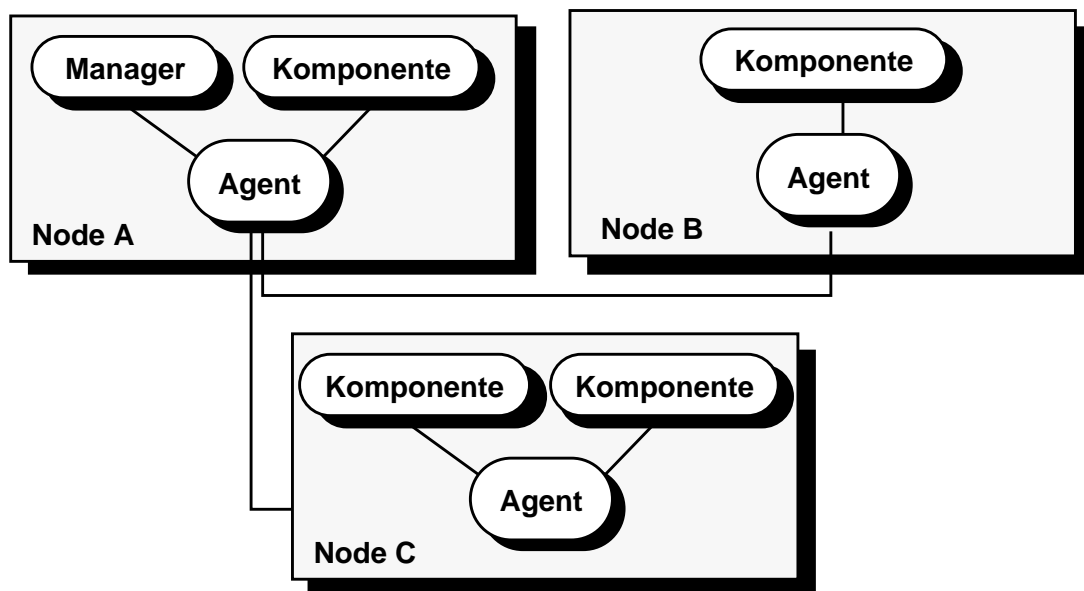 Manager
Komponente
Agent
Node A
Komponente
Agent
Node B
Komponente
Komponente
Agent
Node C